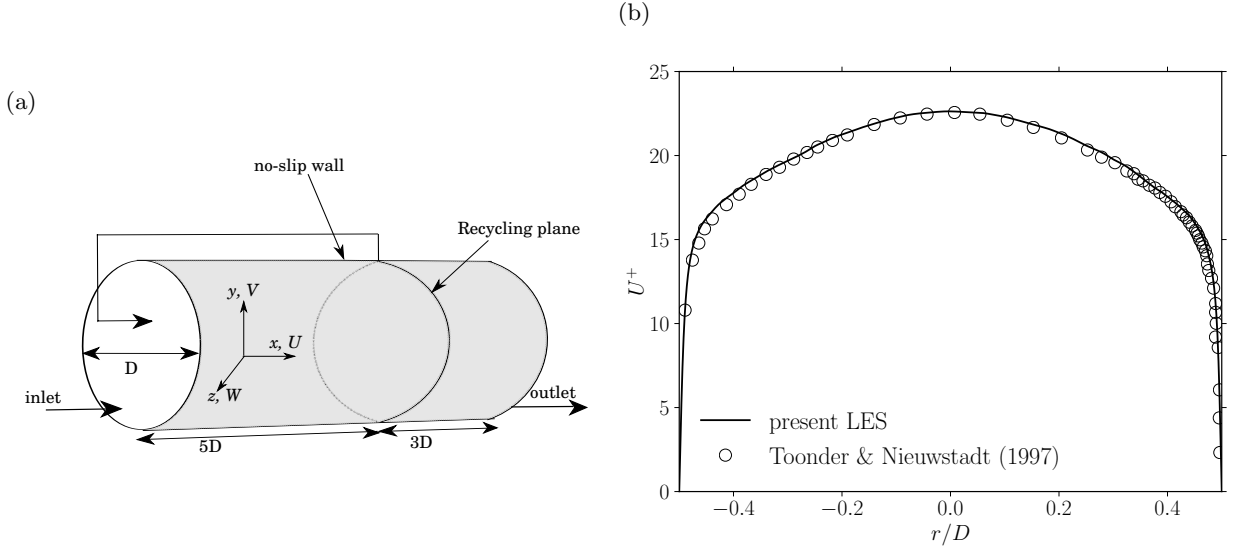 (a)
no-slip wall
Recycling plane
y, V
x, U
z, W
D
inlet
outlet
5D
3D
(b)
25
20
15
10
5
0
U+
−0.4
−0.2
0.0
0.2
0.4
r/D
present LES
Toonder & Nieuwstadt (1997)